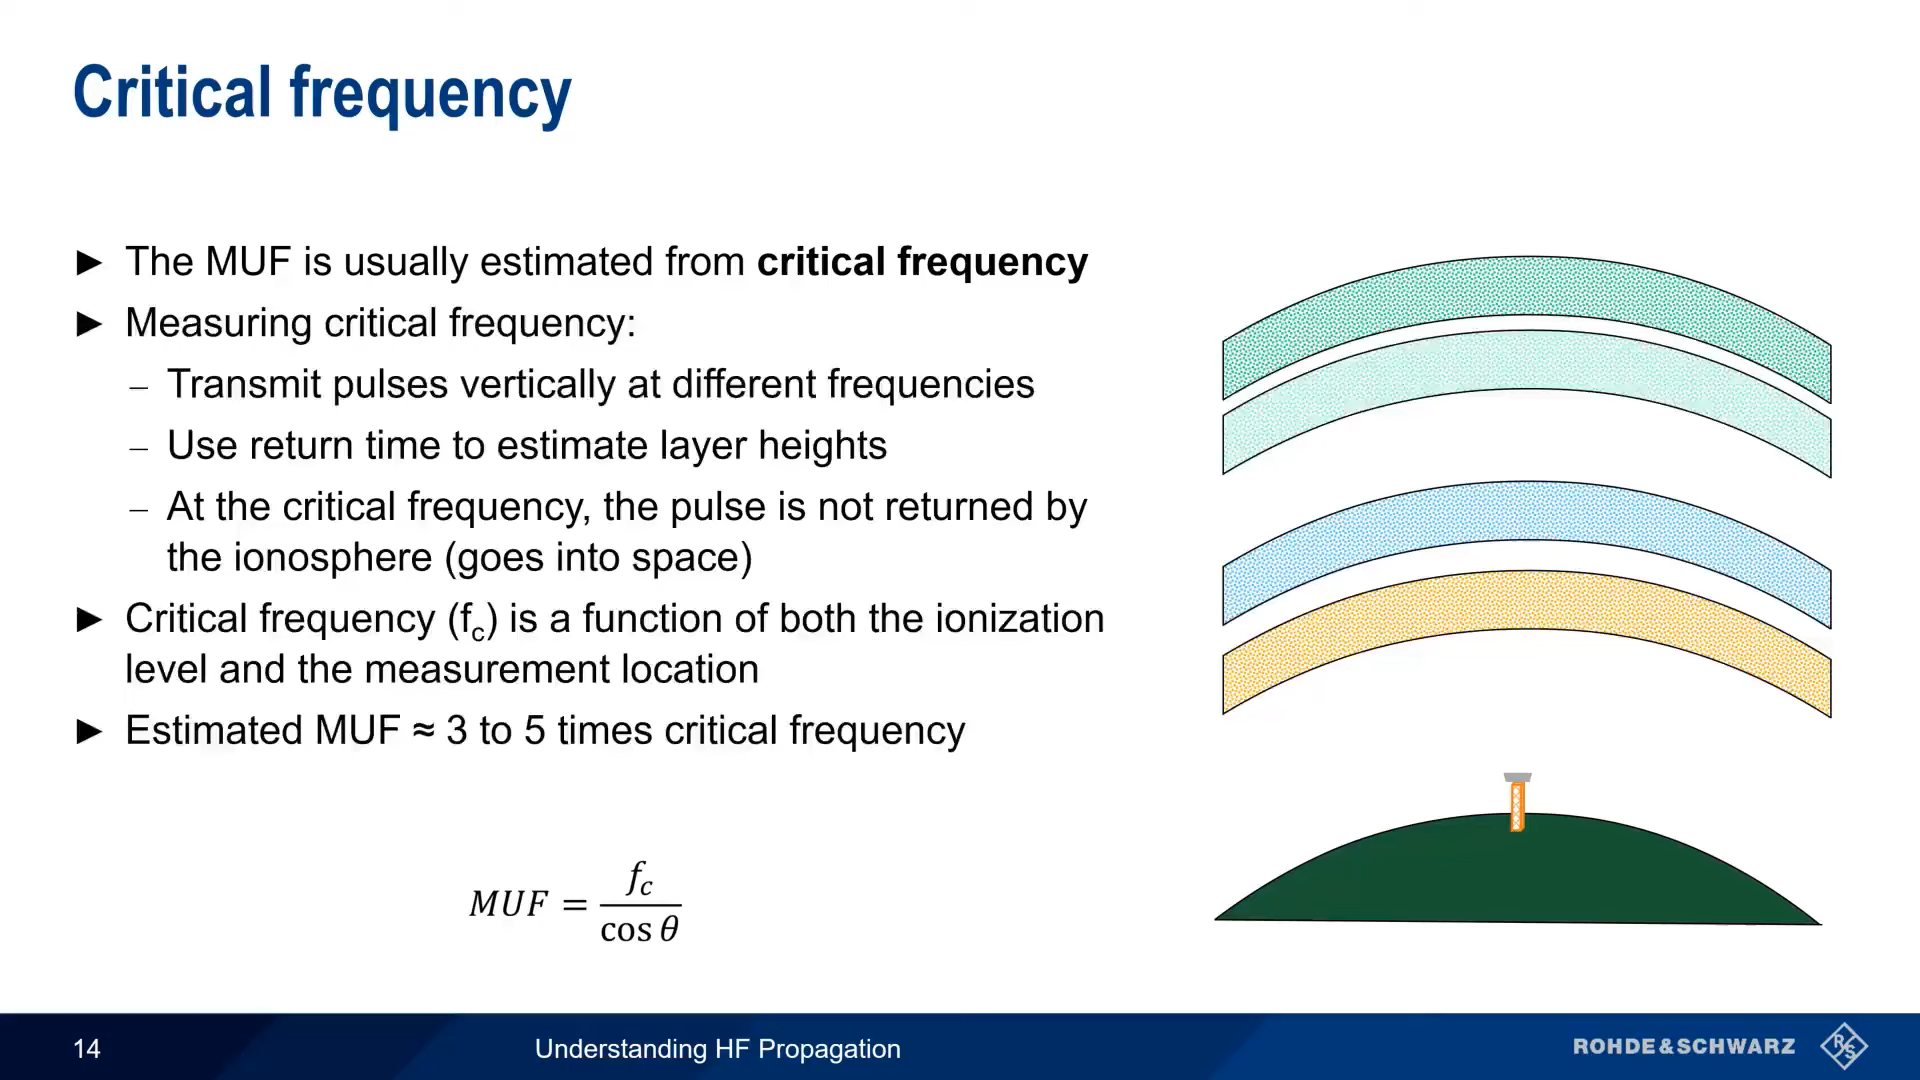 Critical frequency
► The MUF is usually estimated from critical frequency
► Measuring critical frequency:
– Transmit pulses vertically at different frequencies
– Use return time to estimate layer heights
– At the critical frequency, the pulse is not returned by
the ionosphere (goes into space)
► Critical frequency (fc) is a function of both the ionization
level and the measurement location
► Estimated MUF ≈ 3 to 5 times critical frequency
MUF = fc / cos θ
14
Understanding HF Propagation
ROHDE&SCHWARZ
R S